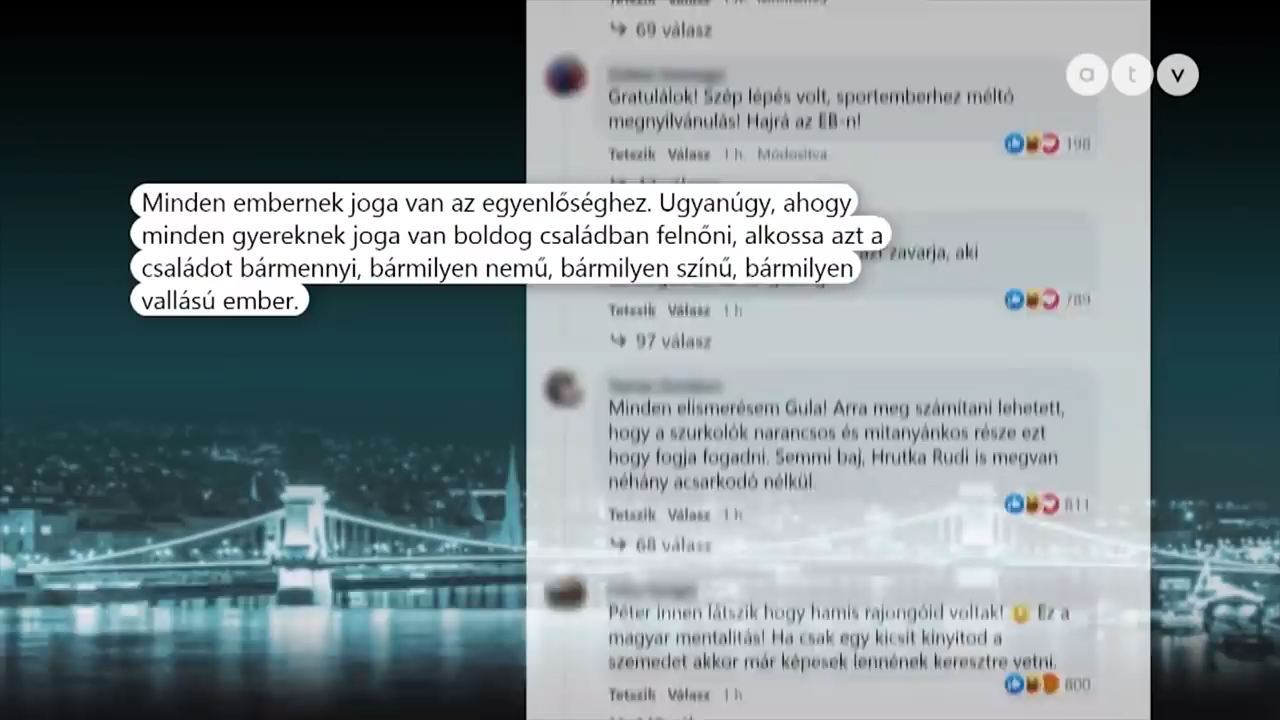 69 válasz
a t v
Gratulálok! Szép lépés volt, sportemberhez méltó
megnyilvánulás! Hajrá az EB-n!
198
Tetszik Válasz 1 h Módosítva
Minden embernek joga van az egyenlőséghez. Ugyanúgy, ahogy
minden gyereknek joga van boldog családban felnőni, alkossa azt a
családot bármennyi, bármilyen nemű, bármilyen színű, bármilyen
vallású ember.
zavarja, aki
789
Tetszik Válasz 1 h
97 válasz
Minden elismerésem Gula! Arra meg számítani lehetett,
hogy a szurkolók narancsos és mitanyánkos része ezt
hogy fogja fogadni. Semmi baj, Hrutka Rudi is megvan
néhány acsarkodó nélkül.
811
Tetszik Válasz 1 h
68 válasz
Péter innen látszik hogy hamis rajongóid voltak! Ez a
magyar mentalitás! Ha csak egy kicsit kinyitod a
szemedet akkor már képesek lennének keresztre vetni.
600
Tetszik Válasz 1 h